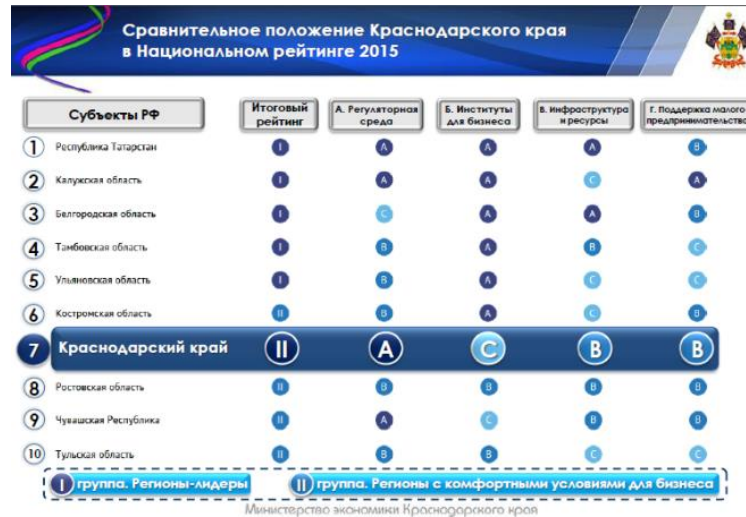 Сравнительное положение Краснодарского края
в Национальном рейтинге 2015
Субъекты РФ
Итоговый рейтинг
А. Регуляторная среда
Б. Институты для бизнеса
В. Инфраструктура и ресурсы
Г. Поддержка малого предпринимательства
1 Республика Татарстан I A A A B
2 Калужская область I A A C A
3 Белгородская область I C A A B
4 Тамбовская область I B A B C
5 Ульяновская область I B A C C
6 Костромская область II B A C B
7 Краснодарский край II A C B B
8 Ростовская область II B B B B
9 Чувашская Республика II A C B B
10 Тульская область II B B C C
I группа. Регионы-лидеры II группа. Регионы с комфортными условиями для бизнеса
Министерство экономики Краснодарского края